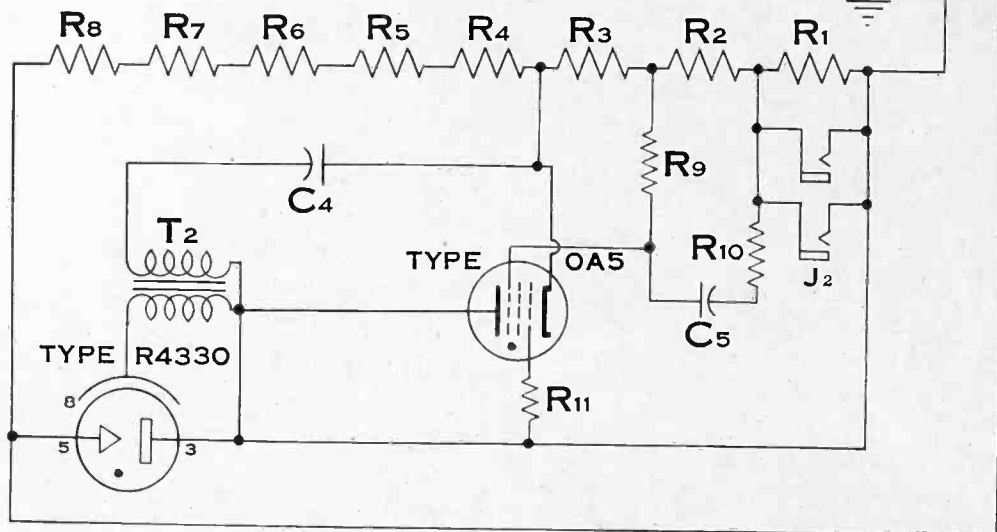 R8 R7 R6 R5 R4 R3 R2 R1
R9
C4
T2
TYPE OA5
R10
J2
C5
TYPE R4330
R11
8
5
3